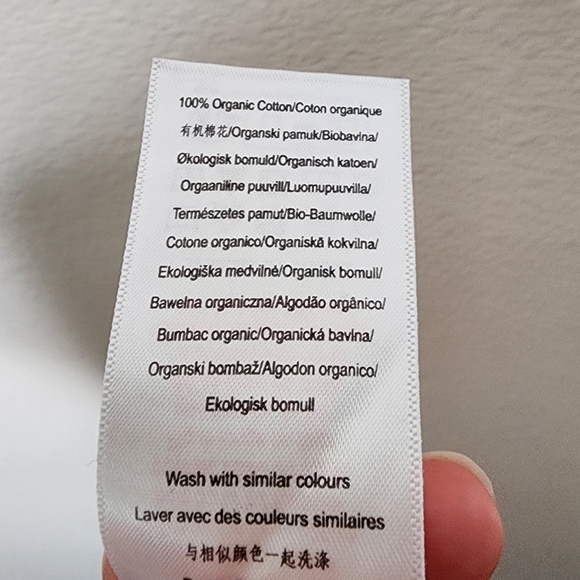 100% Organic Cotton/Coton organique
有机棉花/Organski pamuk/Biobavlna/
Økologisk bomuld/Organisch katoen/
Orgaaniline puuvill/Luomupuuvilla/
Természetes pamut/Bio-Baumwolle/
Cotone organico/Organiskā kokvilna/
Ekologiška medvilnė/Organisk bomull/
Bawełna organiczna/Algodão orgânico/
Bumbac organic/Organická bavlna/
Organski bombaž/Algodon organico/
Ekologisk bomull
Wash with similar colours
Laver avec des couleurs similaires
与相似颜色一起洗涤